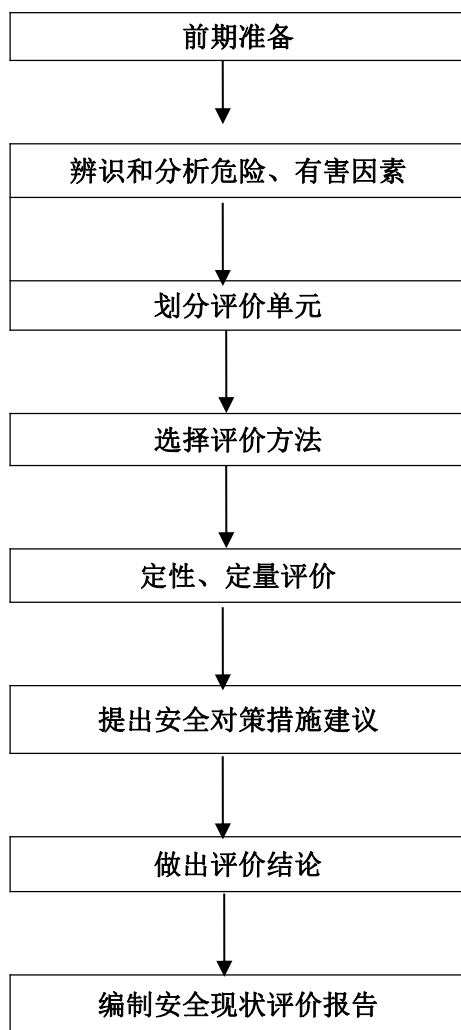 前期准备
辨识和分析危险、有害因素
划分评价单元
选择评价方法
定性、定量评价
提出安全对策措施建议
做出评价结论
编制安全现状评价报告